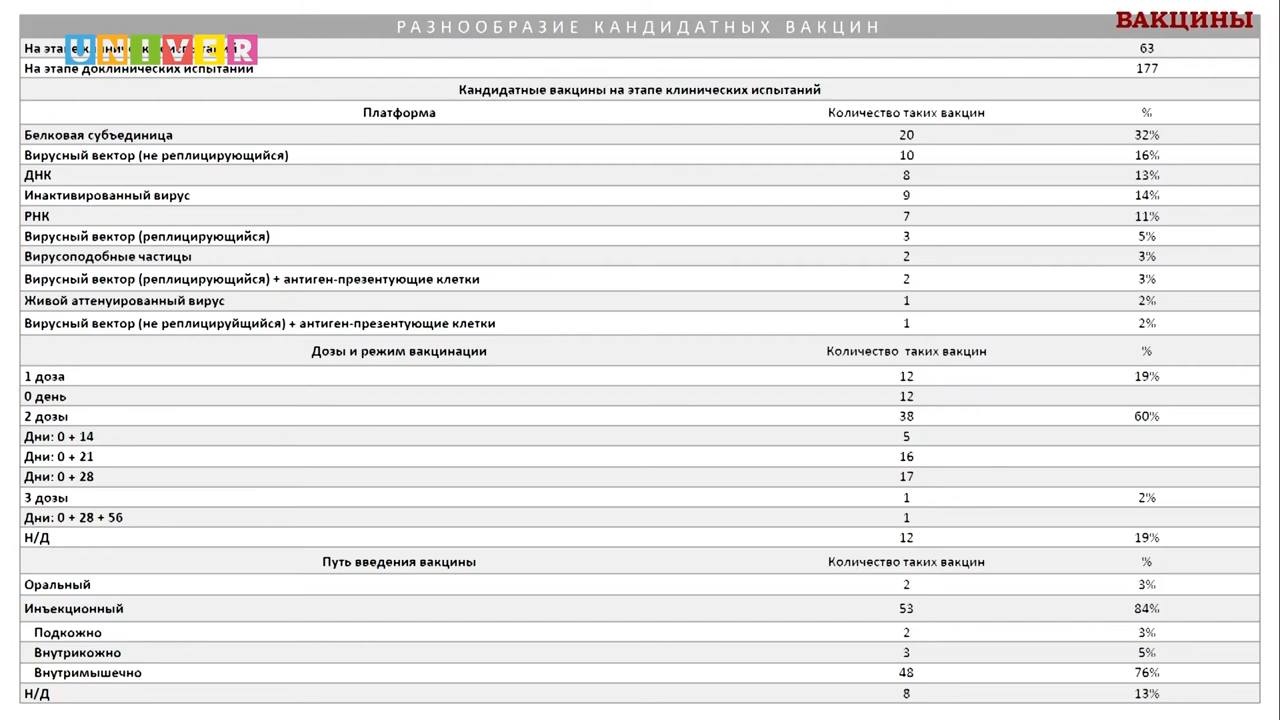 ВАКЦИНЫ
РАЗНООБРАЗИЕ КАНДИДАТНЫХ ВАКЦИН
UNIVER
На этапе клинических испытаний 63
На этапе доклинических испытаний 177
Кандидатные вакцины на этапе клинических испытаний
Платформа Количество таких вакцин %
Белковая субъединица 20 32%
Вирусный вектор (не реплицирующийся) 10 16%
ДНК 8 13%
Инактивированный вирус 9 14%
РНК 7 11%
Вирусный вектор (реплицирующийся) 3 5%
Вирусоподобные частицы 2 3%
Вирусный вектор (реплицирующийся) + антиген-презентующие клетки 2 3%
Живой аттенуированный вирус 1 2%
Вирусный вектор (не реплицируйщийся) + антиген-презентующие клетки 1 2%
Дозы и режим вакцинации Количество таких вакцин %
1 доза 12 19%
0 день 12
2 дозы 38 60%
Дни: 0 + 14 5
Дни: 0 + 21 16
Дни: 0 + 28 17
3 дозы 1 2%
Дни: 0 + 28 + 56 1
Н/Д 12 19%
Путь введения вакцины Количество таких вакцин %
Оральный 2 3%
Инъекционный 53 84%
Подкожно 2 3%
Внутрикожно 3 5%
Внутримышечно 48 76%
Н/Д 8 13%